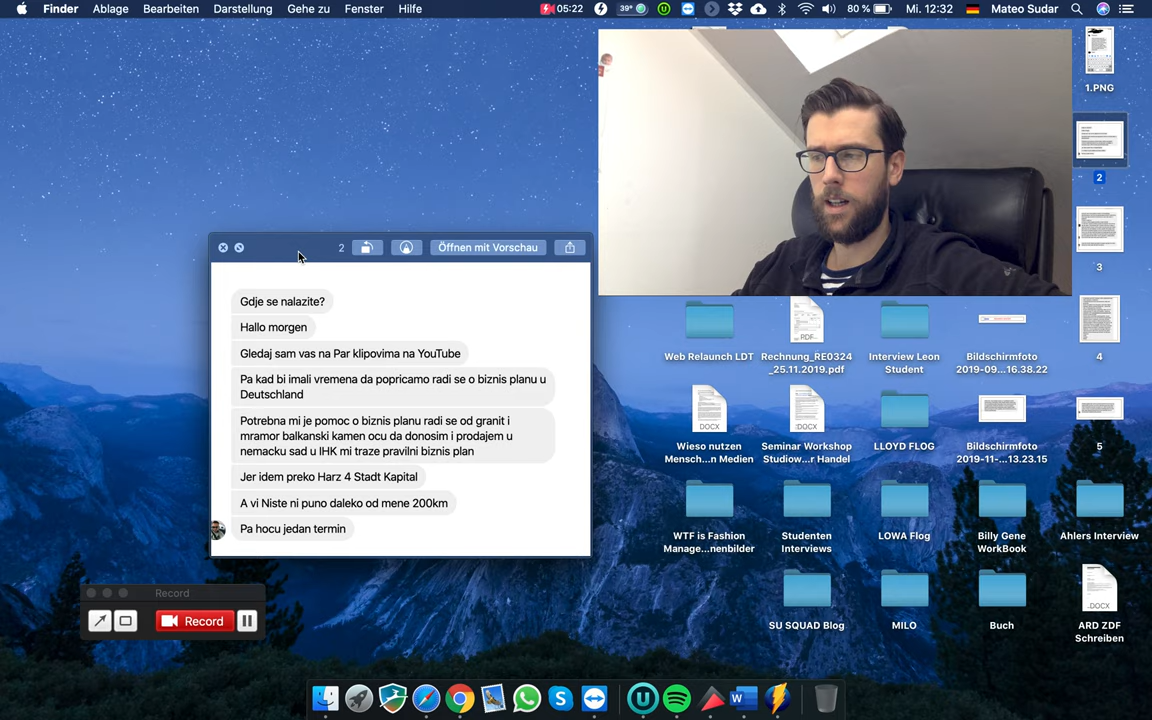 Finder Ablage Bearbeiten Darstellung Gehe zu Fenster Hilfe 05:22 39° 80 % Mi. 12:32 Mateo Sudar
1.PNG
2
3
4
5
2 Öffnen mit Vorschau
Gdje se nalazite?
Hallo morgen
Gledaj sam vas na Par klipovima na YouTube
Pa kad bi imali vremena da popricamo radi se o biznis planu u
Deutschland
Potrebna mi je pomoc o biznis planu radi se od granit i
mramor balkanski kamen ocu da donosim i prodajem u
nemacku sad u IHK mi traze pravilni biznis plan
Jer idem preko Harz 4 Stadt Kapital
A vi Niste ni puno daleko od mene 200km
Pa hocu jedan termin
Web Relaunch LDT
PDF
Rechnung_RE0324
_25.11.2019.pdf
Interview Leon
Student
Bildschirmfoto
2019-09...16.38.22
DOCX
Wieso nutzen
Mensch...n Medien
DOCX
Seminar Workshop
Studiow...r Handel
LLOYD FLOG
Bildschirmfoto
2019-11-...13.23.15
WTF is Fashion
Manage...nenbilder
Studenten
Interviews
LOWA Flog
Billy Gene
WorkBook
Ahlers Interview
SU SQUAD Blog
MILO
Buch
DOCX
ARD ZDF
Schreiben
Record
Record